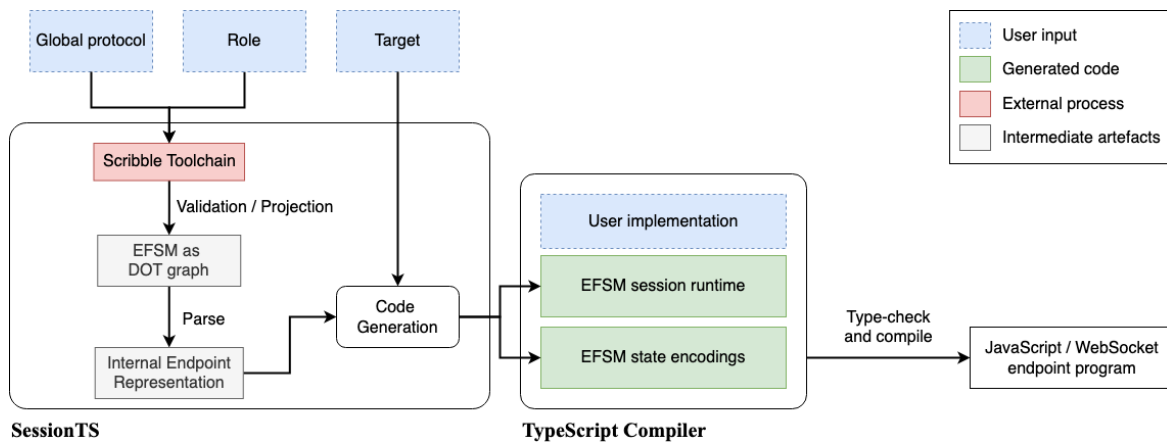 Global protocol
Role
Target
User input
Generated code
External process
Intermediate artefacts
Scribble Toolchain
Validation / Projection
EFSM as
DOT graph
Parse
Internal Endpoint
Representation
Code
Generation
User implementation
EFSM session runtime
EFSM state encodings
Type-check
and compile
JavaScript / WebSocket
endpoint program
SessionTS
TypeScript Compiler